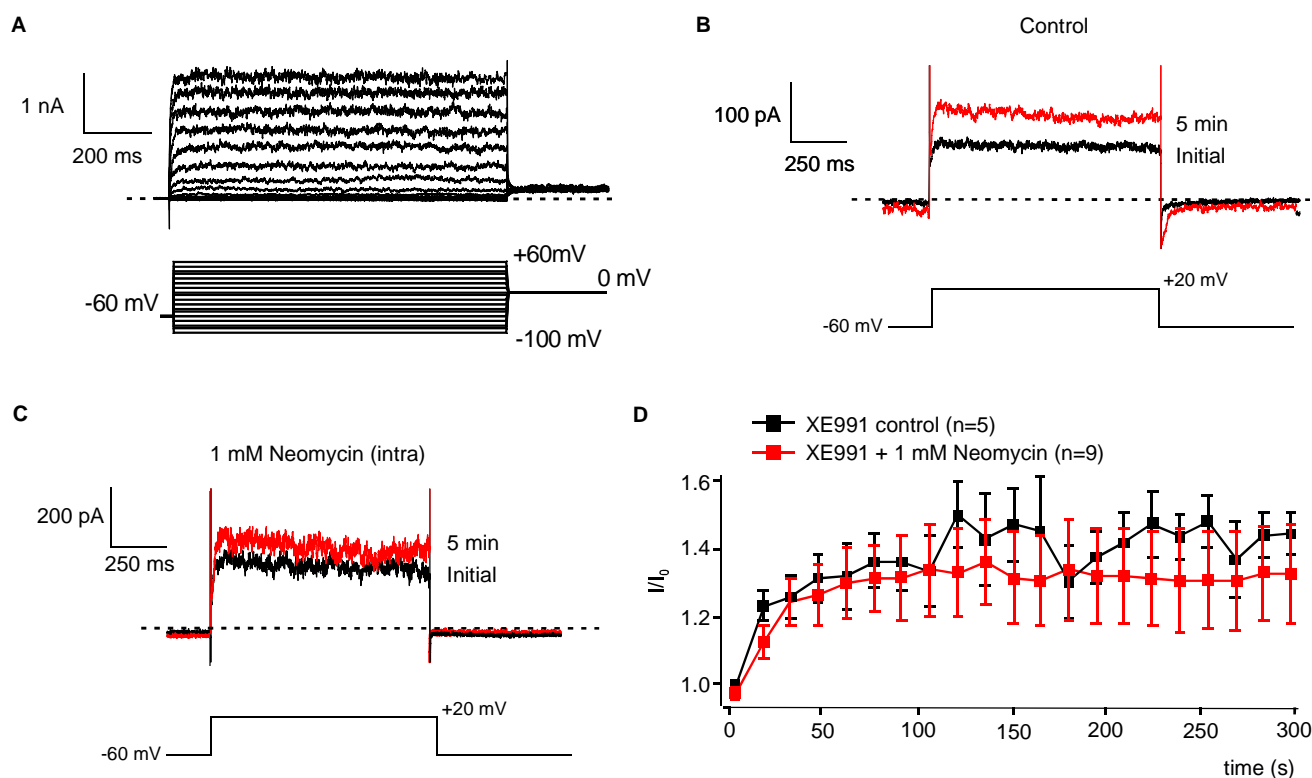 A
1 nA
200 ms
+60mV
0 mV
-60 mV
-100 mV
B
Control
100 pA
250 ms
5 min
Initial
+20 mV
-60 mV
C
1 mM Neomycin (intra)
200 pA
250 ms
5 min
Initial
+20 mV
-60 mV
D
XE991 control (n=5)
XE991 + 1 mM Neomycin (n=9)
1.6
1.4
1.2
1.0
I/I0
0 50 100 150 200 250 300
time (s)